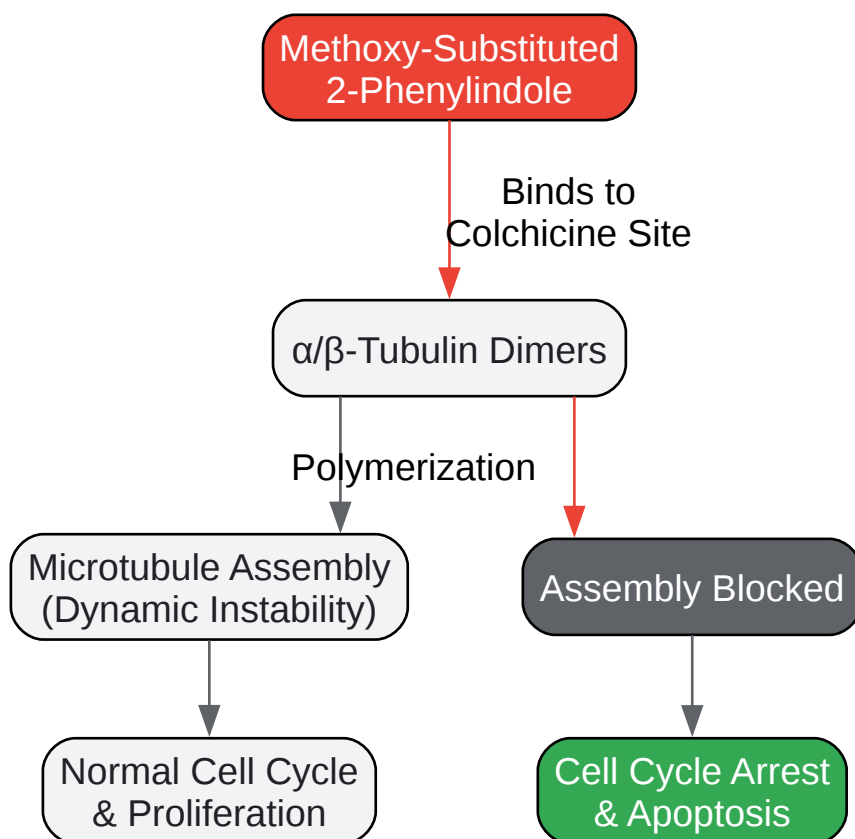 Methoxy-Substituted
2-Phenylindole
Binds to
Colchicine Site
α/β-Tubulin Dimers
Polymerization
Microtubule Assembly
(Dynamic Instability)
Assembly Blocked
Normal Cell Cycle
& Proliferation
Cell Cycle Arrest
& Apoptosis